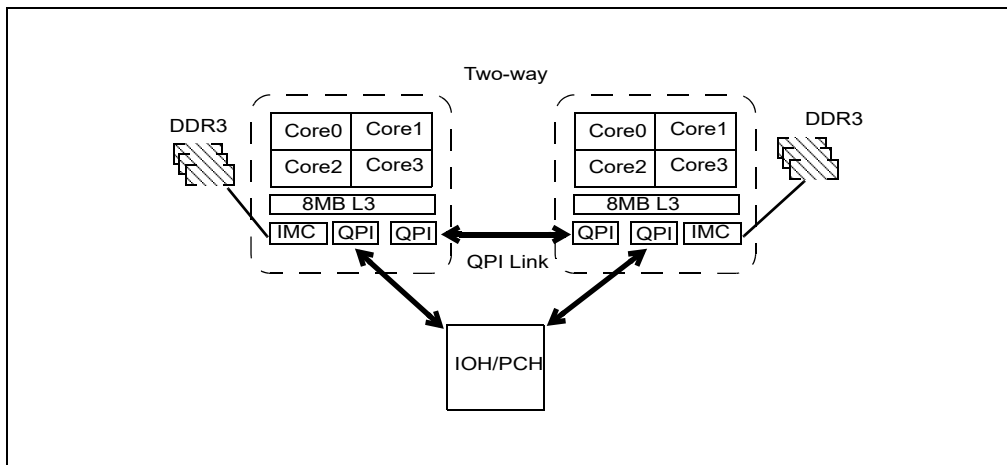 Two-way
DDR3
DDR3
Core0 Core1
Core0 Core1
Core2 Core3
Core2 Core3
8MB L3
8MB L3
IMC QPI QPI
QPI QPI IMC
QPI Link
IOH/PCH